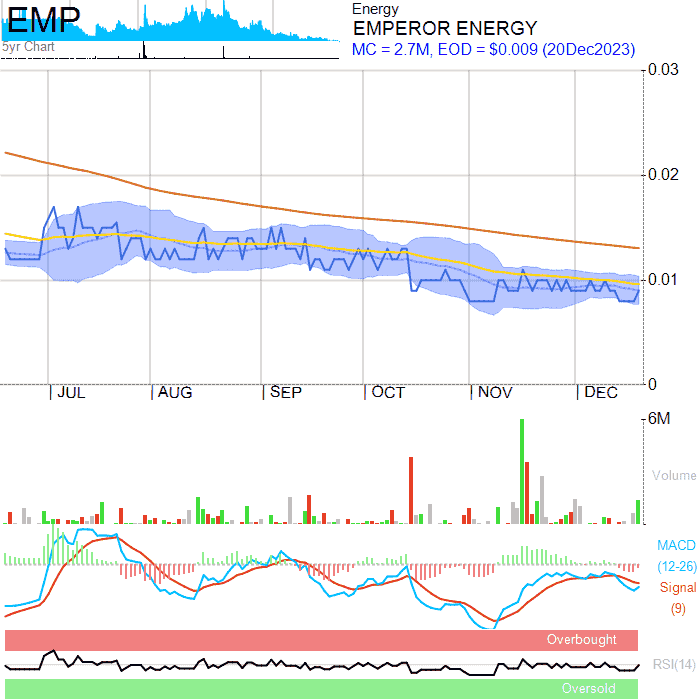 EMP
5yr Chart
Energy
EMPEROR ENERGY
MC = 2.7M, EOD = $0.009 (20Dec2023)
0.03
0.02
0.01
0
JUL
AUG
SEP
OCT
NOV
DEC
6M
Volume
MACD
(12-26)
Signal
(9)
Overbought
RSI(14)
Oversold